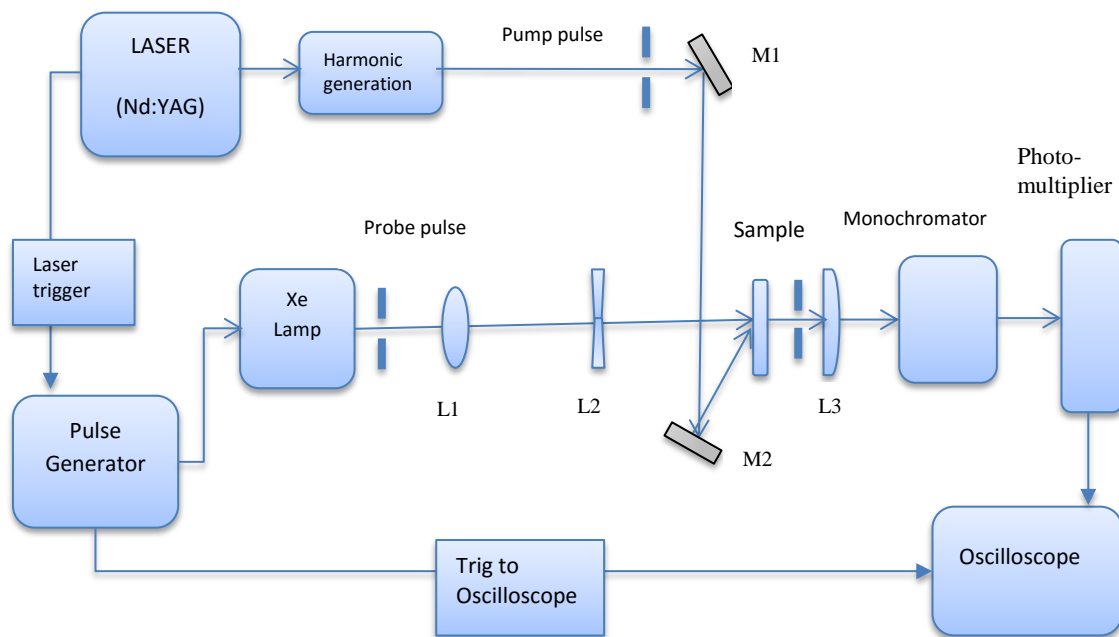 LASER
(Nd:YAG)
Harmonic
generation
Pump pulse
M1
Photo-
multiplier
Laser
trigger
Xe
Lamp
Probe pulse
Sample
Monochromator
L1
L2
L3
M2
Pulse
Generator
Trig to
Oscilloscope
Oscilloscope